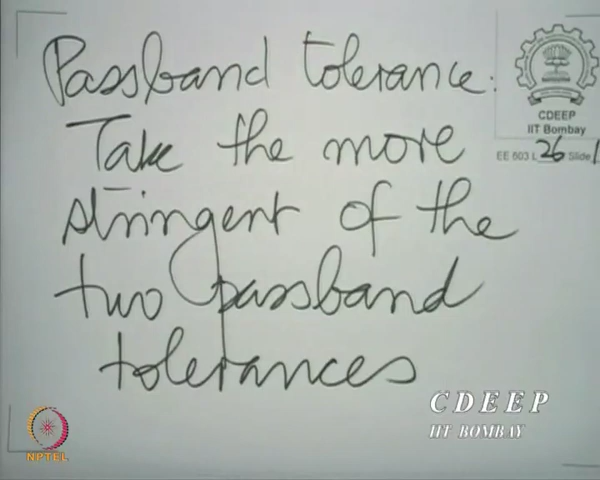 Passband tolerance:
Take the more
stringent of the
two passband
tolerances
CDEEP
IIT Bombay
EE 603 L 26 Slide 1
CDEEP
IIT BOMBAY
NPTEL